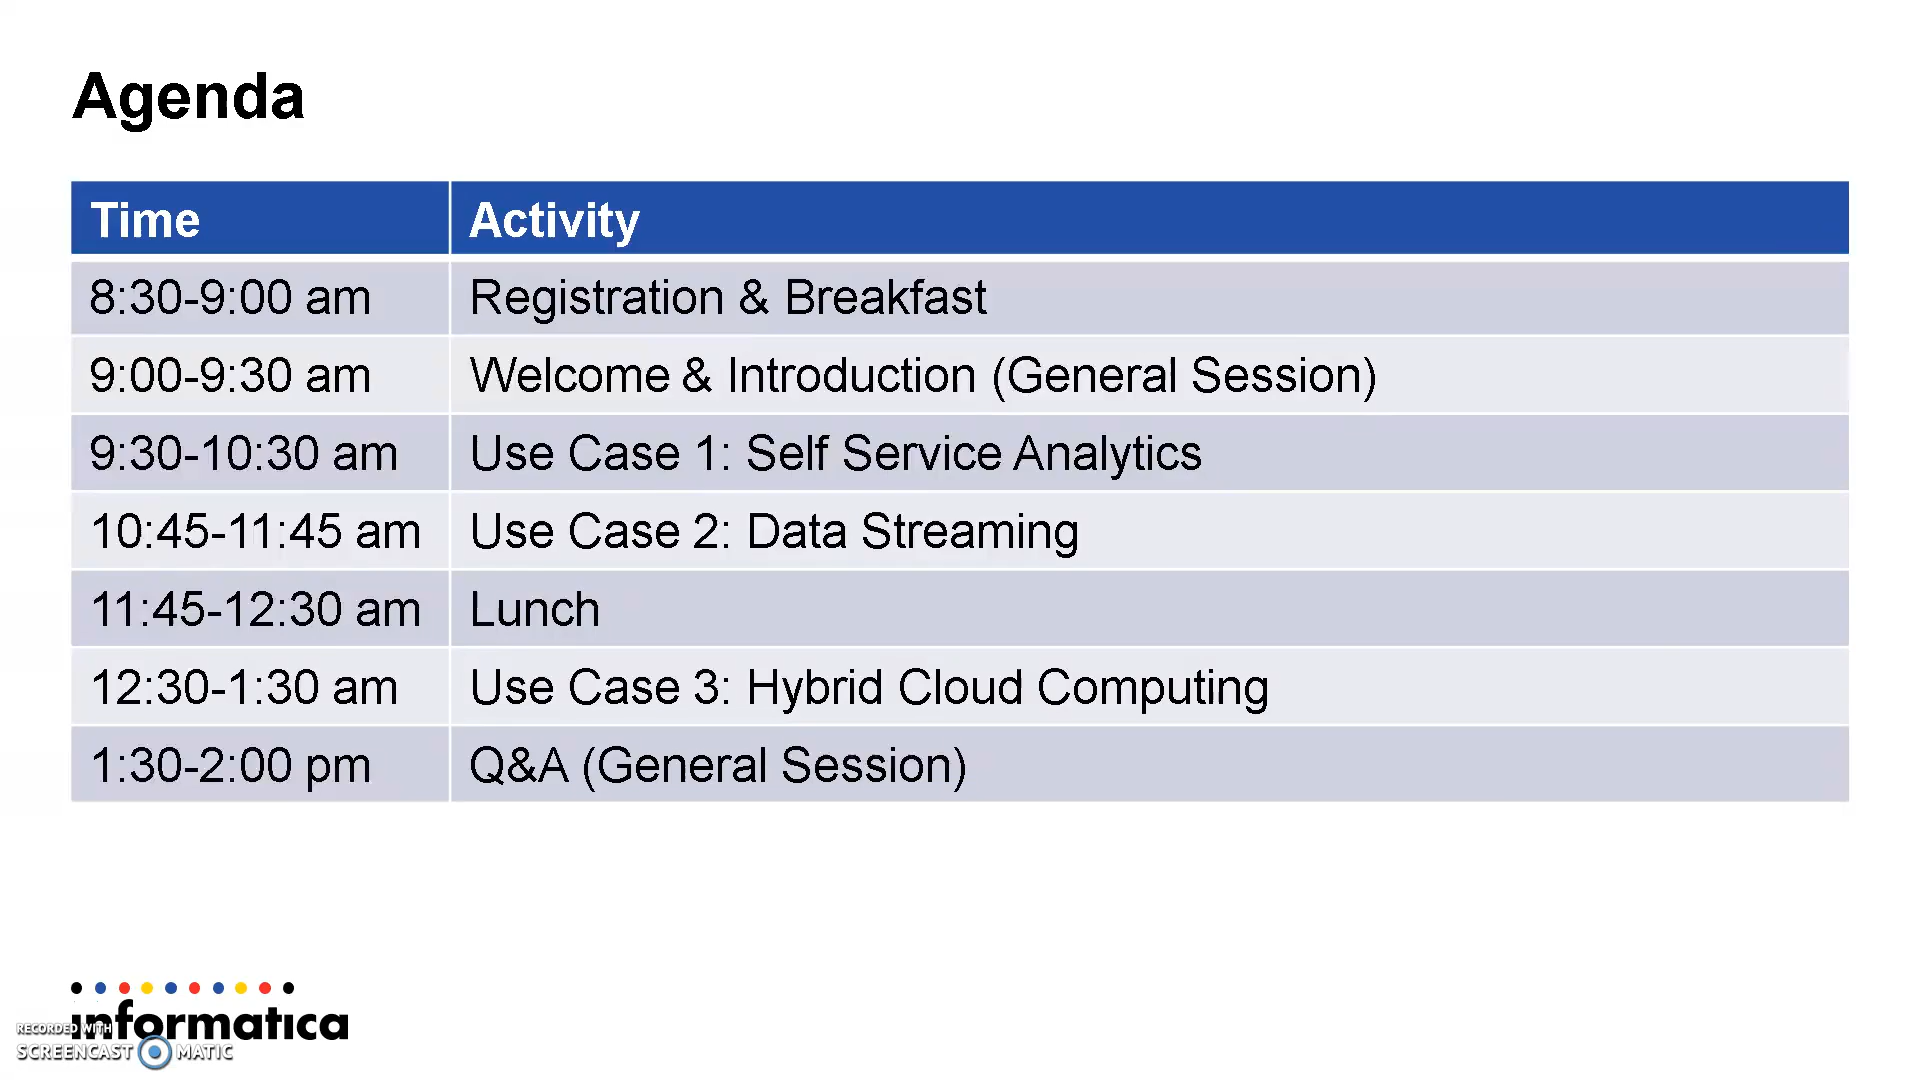 Agenda
Time Activity
8:30-9:00 am Registration & Breakfast
9:00-9:30 am Welcome & Introduction (General Session)
9:30-10:30 am Use Case 1: Self Service Analytics
10:45-11:45 am Use Case 2: Data Streaming
11:45-12:30 am Lunch
12:30-1:30 am Use Case 3: Hybrid Cloud Computing
1:30-2:00 pm Q&A (General Session)
informatica
RECORDED WITH
SCREENCAST MATIC